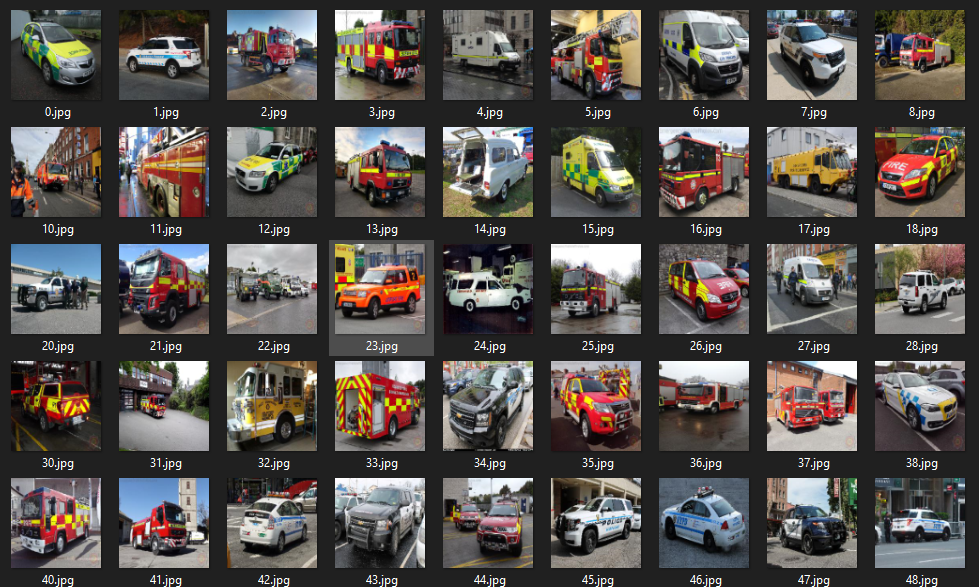 0.jpg 1.jpg 2.jpg 3.jpg 4.jpg 5.jpg 6.jpg 7.jpg 8.jpg
10.jpg 11.jpg 12.jpg 13.jpg 14.jpg 15.jpg 16.jpg 17.jpg 18.jpg
FIRE
20.jpg 21.jpg 22.jpg 23.jpg 24.jpg 25.jpg 26.jpg 27.jpg 28.jpg
30.jpg 31.jpg 32.jpg 33.jpg 34.jpg 35.jpg 36.jpg 37.jpg 38.jpg
POLICE
40.jpg 41.jpg 42.jpg 43.jpg 44.jpg 45.jpg 46.jpg 47.jpg 48.jpg